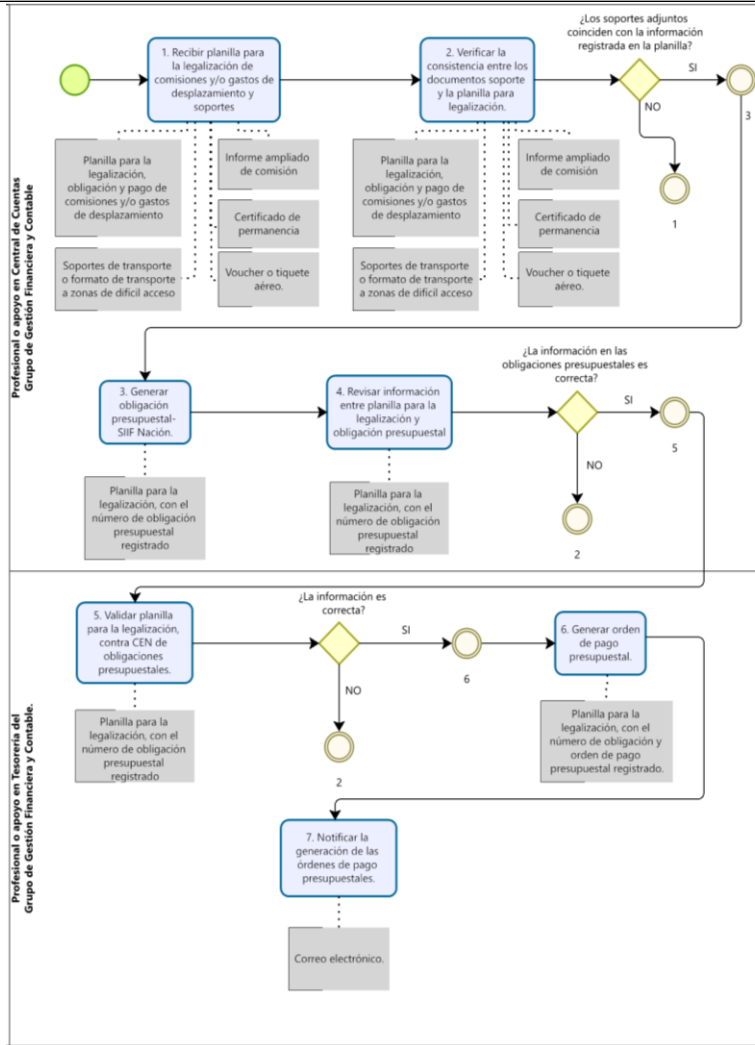 Profesional o apoyo en Central de Cuentas
Grupo de Gestión Financiera y Contable
1. Recibir planilla para
la legalización de
comisiones y/o gastos de
desplazamiento y
soportes
2. Verificar la
consistencia entre los
documentos soporte
y la planilla para
legalización.
¿Los soportes adjuntos
coinciden con la información
registrada en la planilla?
SI
3
NO
1
Planilla para la
legalización,
obligación y pago de
comisiones y/o gastos
de desplazamiento
Informe ampliado
de comisión
Certificado de
permanencia
Soportes de transporte
o formato de transporte
a zonas de difícil acceso
Voucher o tiquete
aéreo.
Planilla para la
legalización,
obligación y pago de
comisiones y/o gastos
de desplazamiento
Informe ampliado
de comisión
Certificado de
permanencia
Soportes de transporte
o formato de transporte
a zonas de difícil acceso
Voucher o tiquete
aéreo.
3. Generar
obligación
presupuestal-
SIIF Nación.
4. Revisar información
entre planilla para la
legalización y
obligación presupuestal
¿La información en las
obligaciones presupuestales es
correcta?
SI
5
NO
2
Planilla para la
legalización, con el
número de obligación
presupuestal
registrado
Planilla para la
legalización, con el
número de obligación
presupuestal
registrado
Profesional o apoyo en Tesorería del
Grupo de Gestión Financiera y Contable.
5. Validar planilla
para la legalización,
contra CEN de
obligaciones
presupuestales.
¿La información es
correcta?
SI
6
NO
2
6. Generar orden
de pago
presupuestal.
Planilla para la
legalización, con el
número de obligación
presupuestal
registrado
Planilla para la
legalización, con el
número de obligación y
orden de pago
presupuestal registrado.
7. Notificar la
generación de las
órdenes de pago
presupuestales.
Correo electrónico.